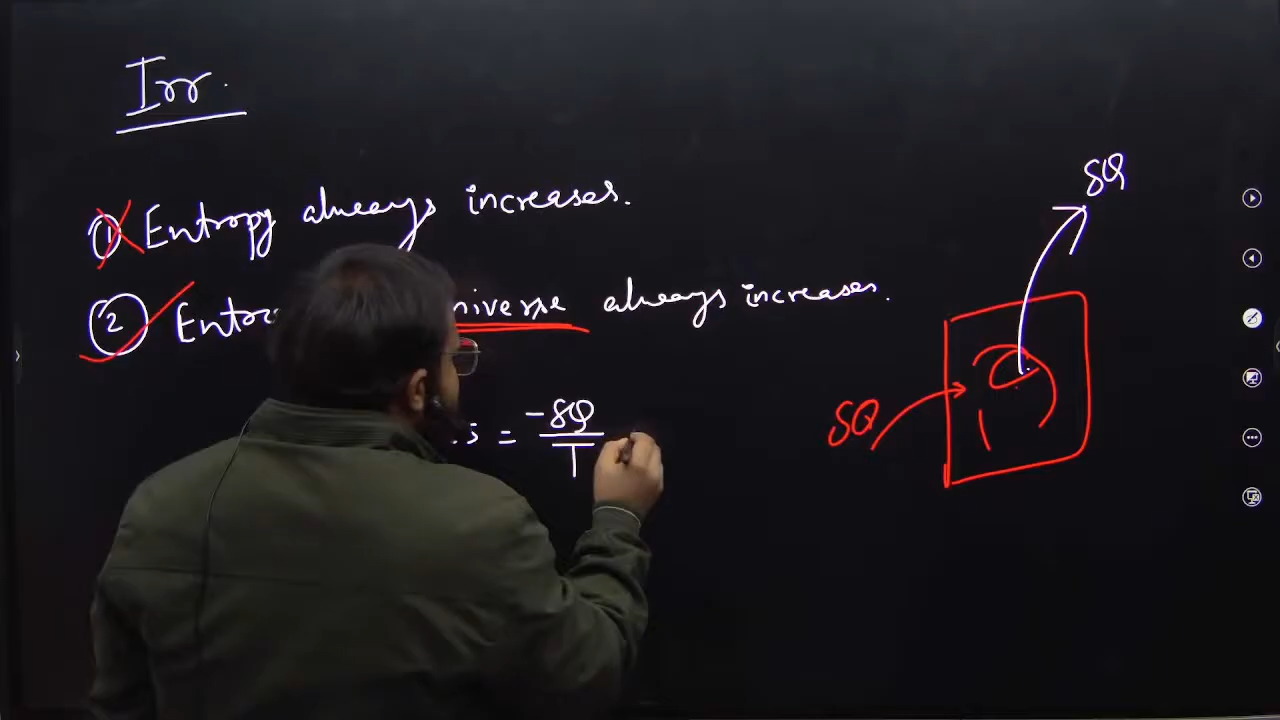 Irr.
① Entropy always increases.
② Entro niverse always increases.
= -δQ/T
δQ
δQ